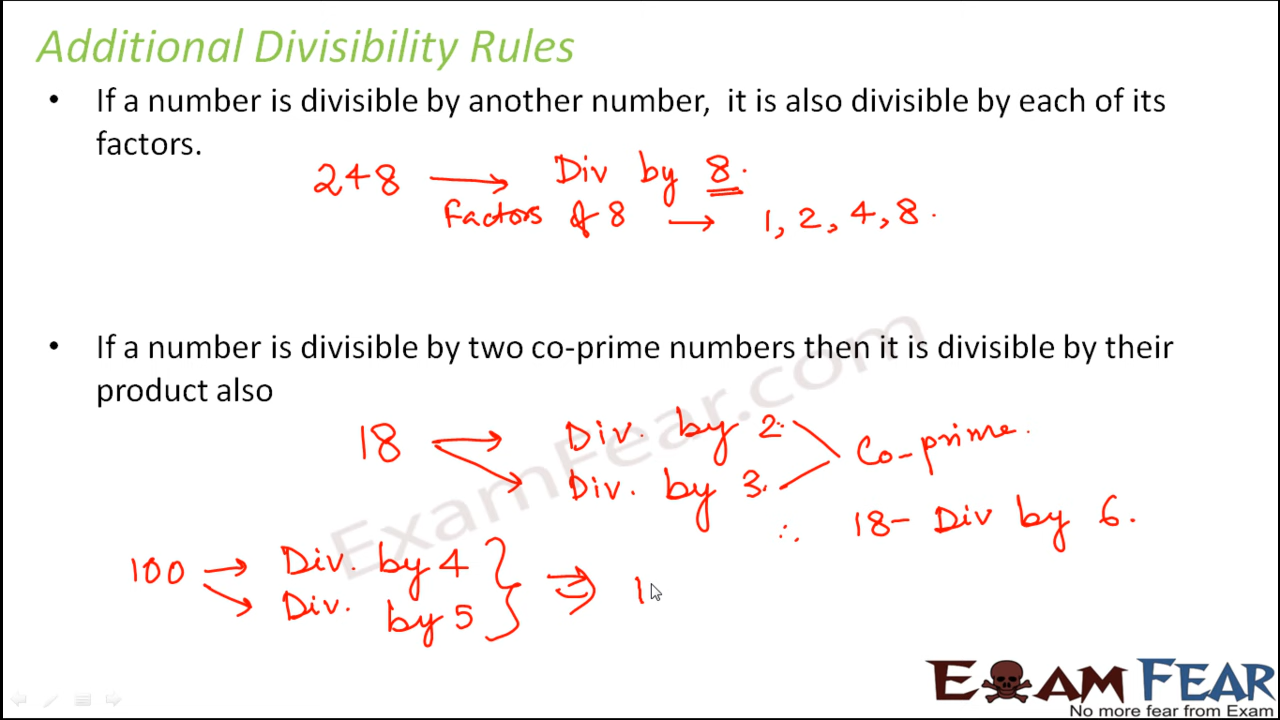 Additional Divisibility Rules
• If a number is divisible by another number, it is also divisible by each of its
factors.
248 → Div by 8.
Factors of 8 → 1, 2, 4, 8.
• If a number is divisible by two co-prime numbers then it is divisible by their
product also
18 → Div. by 2.
→ Div. by 3.
Co-prime.
∴ 18 - Div by 6.
100 → Div. by 4
→ Div. by 5
⇒ 1
ExamFear.com
EXAM FEAR
No more fear from Exam